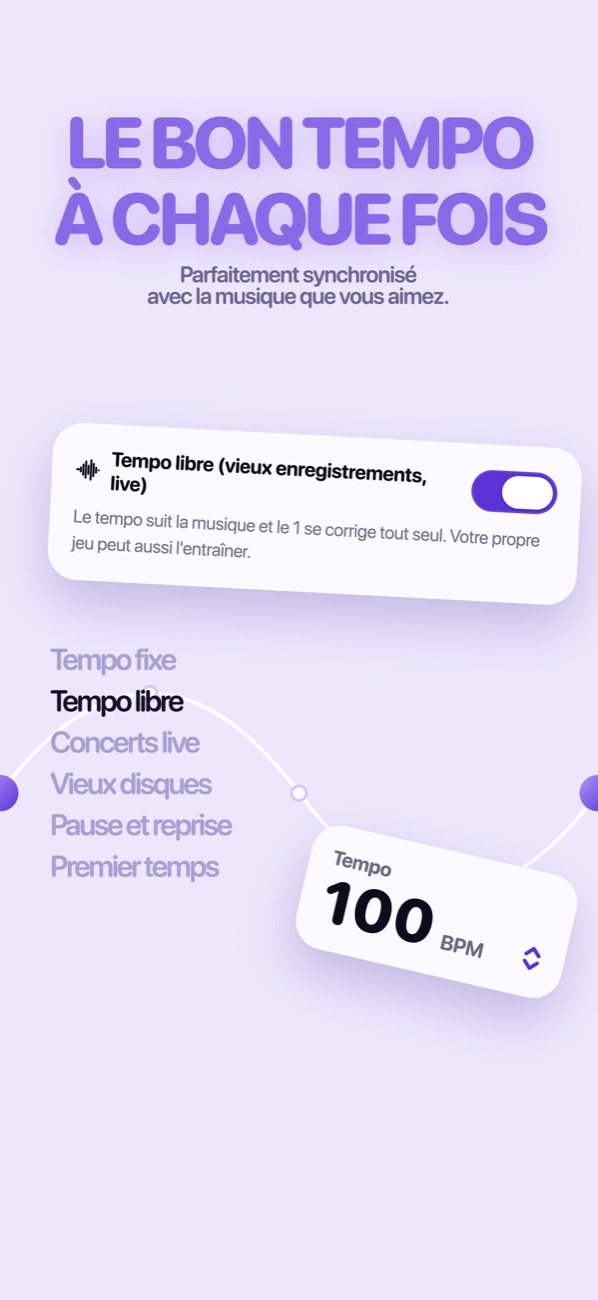 LE BON TEMPO
À CHAQUE FOIS
Parfaitement synchronisé
avec la musique que vous aimez.
Tempo libre (vieux enregistrements,
live)
Le tempo suit la musique et le 1 se corrige tout seul. Votre propre
jeu peut aussi l'entraîner.
Tempo fixe
Tempo libre
Concerts live
Vieux disques
Pause et reprise
Premier temps
Tempo
100 BPM